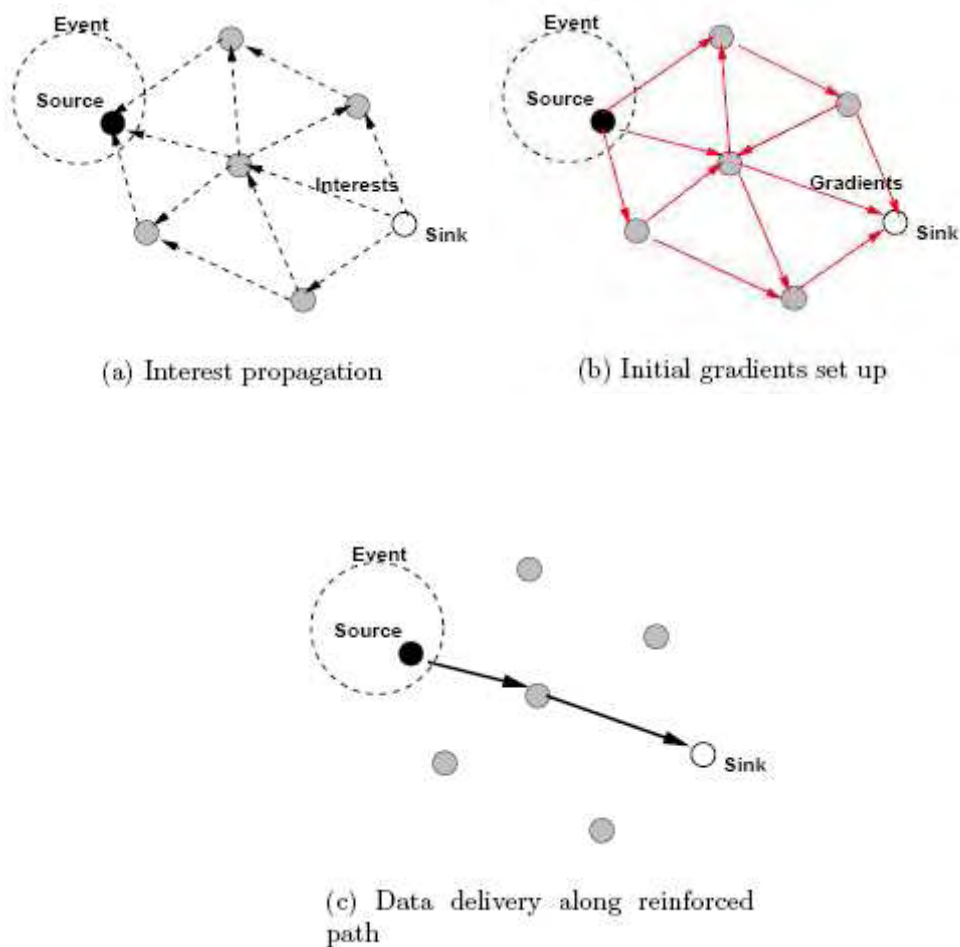 Event
Source
Interests
Sink
(a) Interest propagation
Event
Source
Gradients
Sink
(b) Initial gradients set up
Event
Source
Sink
(c) Data delivery along reinforced
path